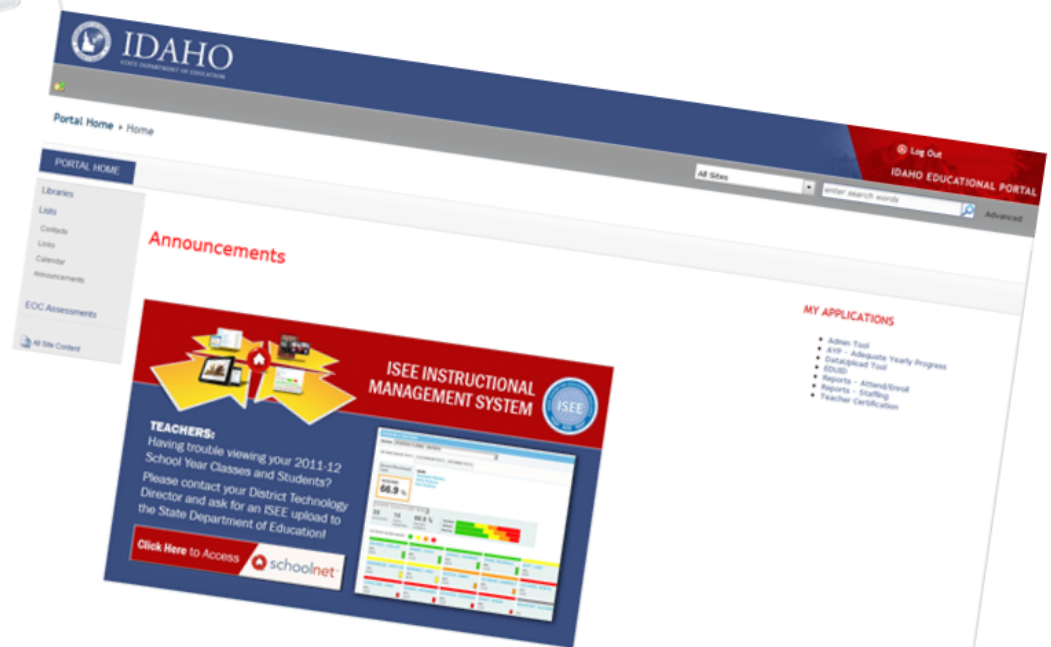 IDAHO
STATE DEPARTMENT OF EDUCATION
Log Out
IDAHO EDUCATIONAL PORTAL
Portal Home ▸ Home
All Sites
enter search words
Advanced
PORTAL HOME
Libraries
Lists
Contacts
Links
Calendar
Announcements
EOC Assessments
All Site Content
Announcements
ISEE INSTRUCTIONAL
MANAGEMENT SYSTEM
ISEE
TEACHERS:
Having trouble viewing your 2011-12
School Year Classes and Students?
Please contact your District Technology
Director and ask for an ISEE upload to
the State Department of Education!
Click Here to Access
schoolnet
66.9 %
MY APPLICATIONS
• Admin Tool
• AYP - Adequate Yearly Progress
• DataUpload Tool
• EDUID
• Reports - Attend/Enroll
• Reports - Staffing
• Teacher Certification